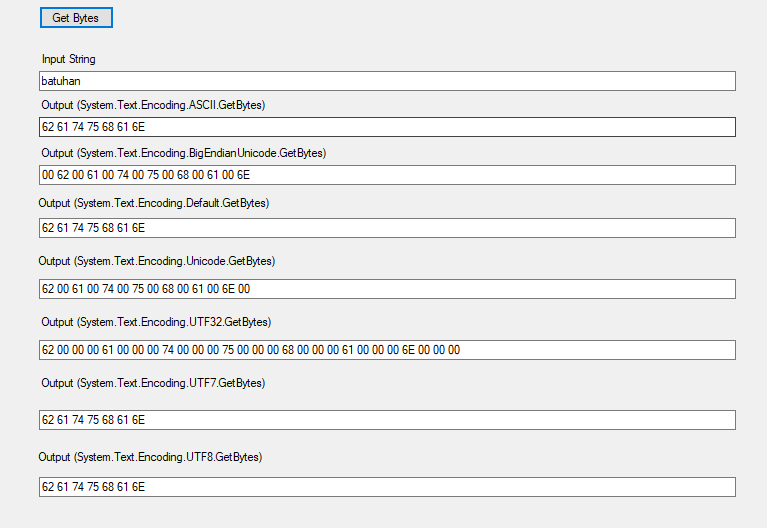 Get Bytes
Input String
batuhan
Output (System.Text.Encoding.ASCII.GetBytes)
62 61 74 75 68 61 6E
Output (System.Text.Encoding.BigEndianUnicode.GetBytes)
00 62 00 61 00 74 00 75 00 68 00 61 00 6E
Output (System.Text.Encoding.Default.GetBytes)
62 61 74 75 68 61 6E
Output (System.Text.Encoding.Unicode.GetBytes)
62 00 61 00 74 00 75 00 68 00 61 00 6E 00
Output (System.Text.Encoding.UTF32.GetBytes)
62 00 00 00 61 00 00 00 74 00 00 00 75 00 00 00 68 00 00 00 61 00 00 00 6E 00 00 00
Output (System.Text.Encoding.UTF7.GetBytes)
62 61 74 75 68 61 6E
Output (System.Text.Encoding.UTF8.GetBytes)
62 61 74 75 68 61 6E